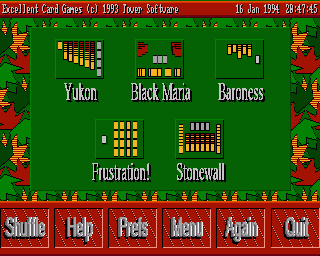 Excellent Card Games (c) 1993 Tower Software 16 Jan 1994 20:47:45
Yukon Black Maria Baroness
Frustration! Stonewall
Shuffle Help Prefs Menu Again Quit